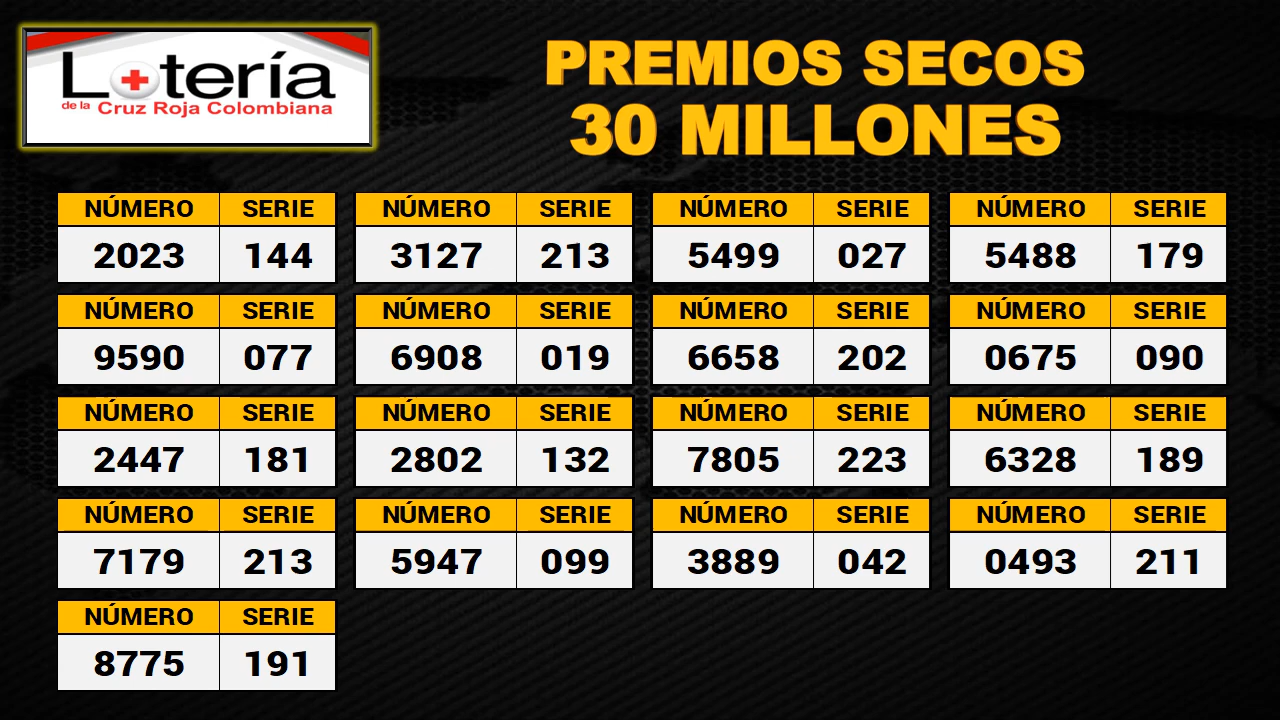 Lotería
de la Cruz Roja Colombiana
PREMIOS SECOS
30 MILLONES
NÚMERO SERIE NÚMERO SERIE NÚMERO SERIE NÚMERO SERIE
2023 144 3127 213 5499 027 5488 179
NÚMERO SERIE NÚMERO SERIE NÚMERO SERIE NÚMERO SERIE
9590 077 6908 019 6658 202 0675 090
NÚMERO SERIE NÚMERO SERIE NÚMERO SERIE NÚMERO SERIE
2447 181 2802 132 7805 223 6328 189
NÚMERO SERIE NÚMERO SERIE NÚMERO SERIE NÚMERO SERIE
7179 213 5947 099 3889 042 0493 211
NÚMERO SERIE
8775 191